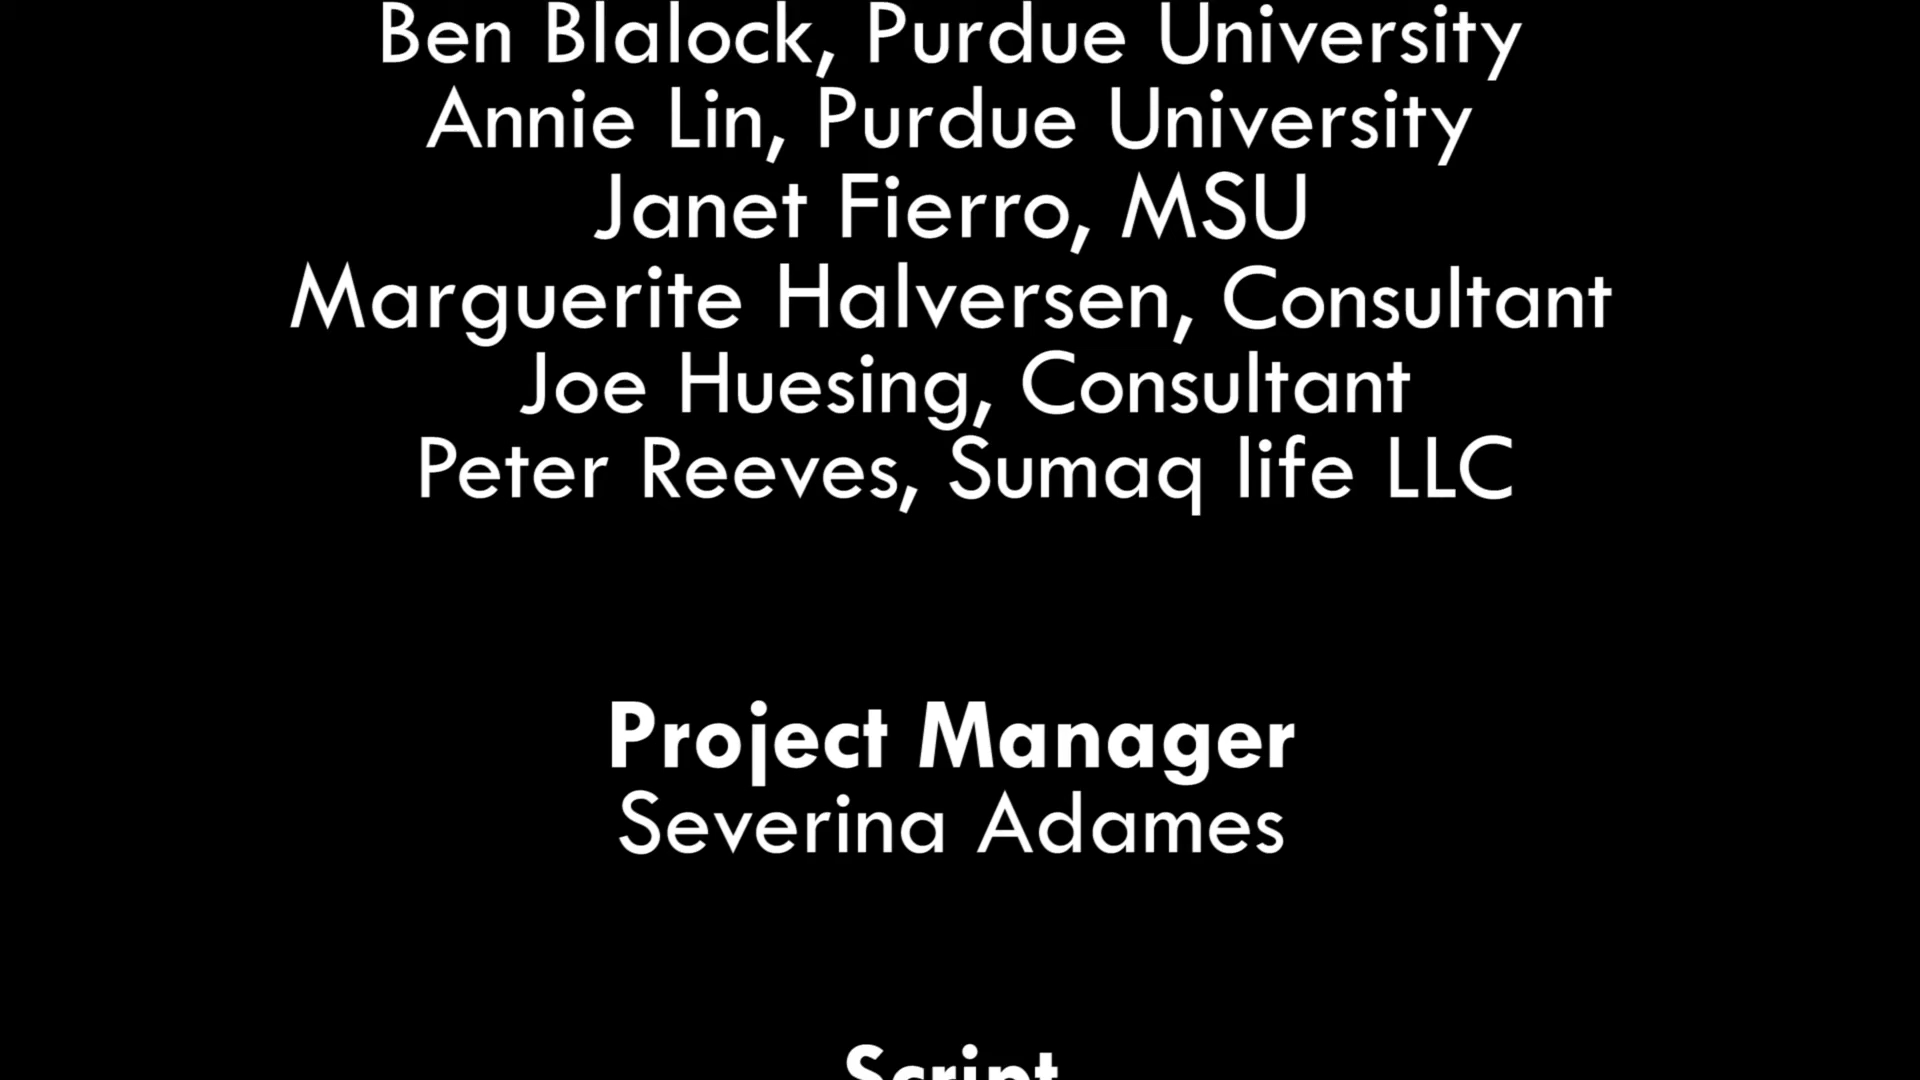 Ben Blalock, Purdue University
Annie Lin, Purdue University
Janet Fierro, MSU
Marguerite Halversen, Consultant
Joe Huesing, Consultant
Peter Reeves, Sumaq life LLC
Project Manager
Severina Adames
Script